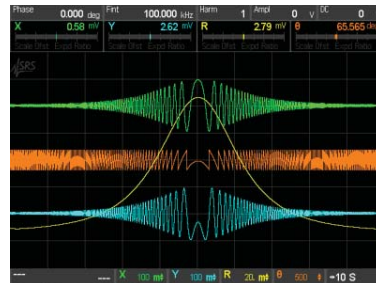 Phase 0.000 deg Fint 100.000 kHz Harm 1 Ampl 0 V DC 0
X 0.58 mV Y 2.62 mV R 2.79 mV θ 65.565 deg
Scale Ofst Expd Ratio Scale Ofst Expd Ratio Scale Ofst Expd Ratio Scale Ofst Expd Ratio
SRS
--- --- X 100 m Y 100 m R 20. m θ 500 -10 S